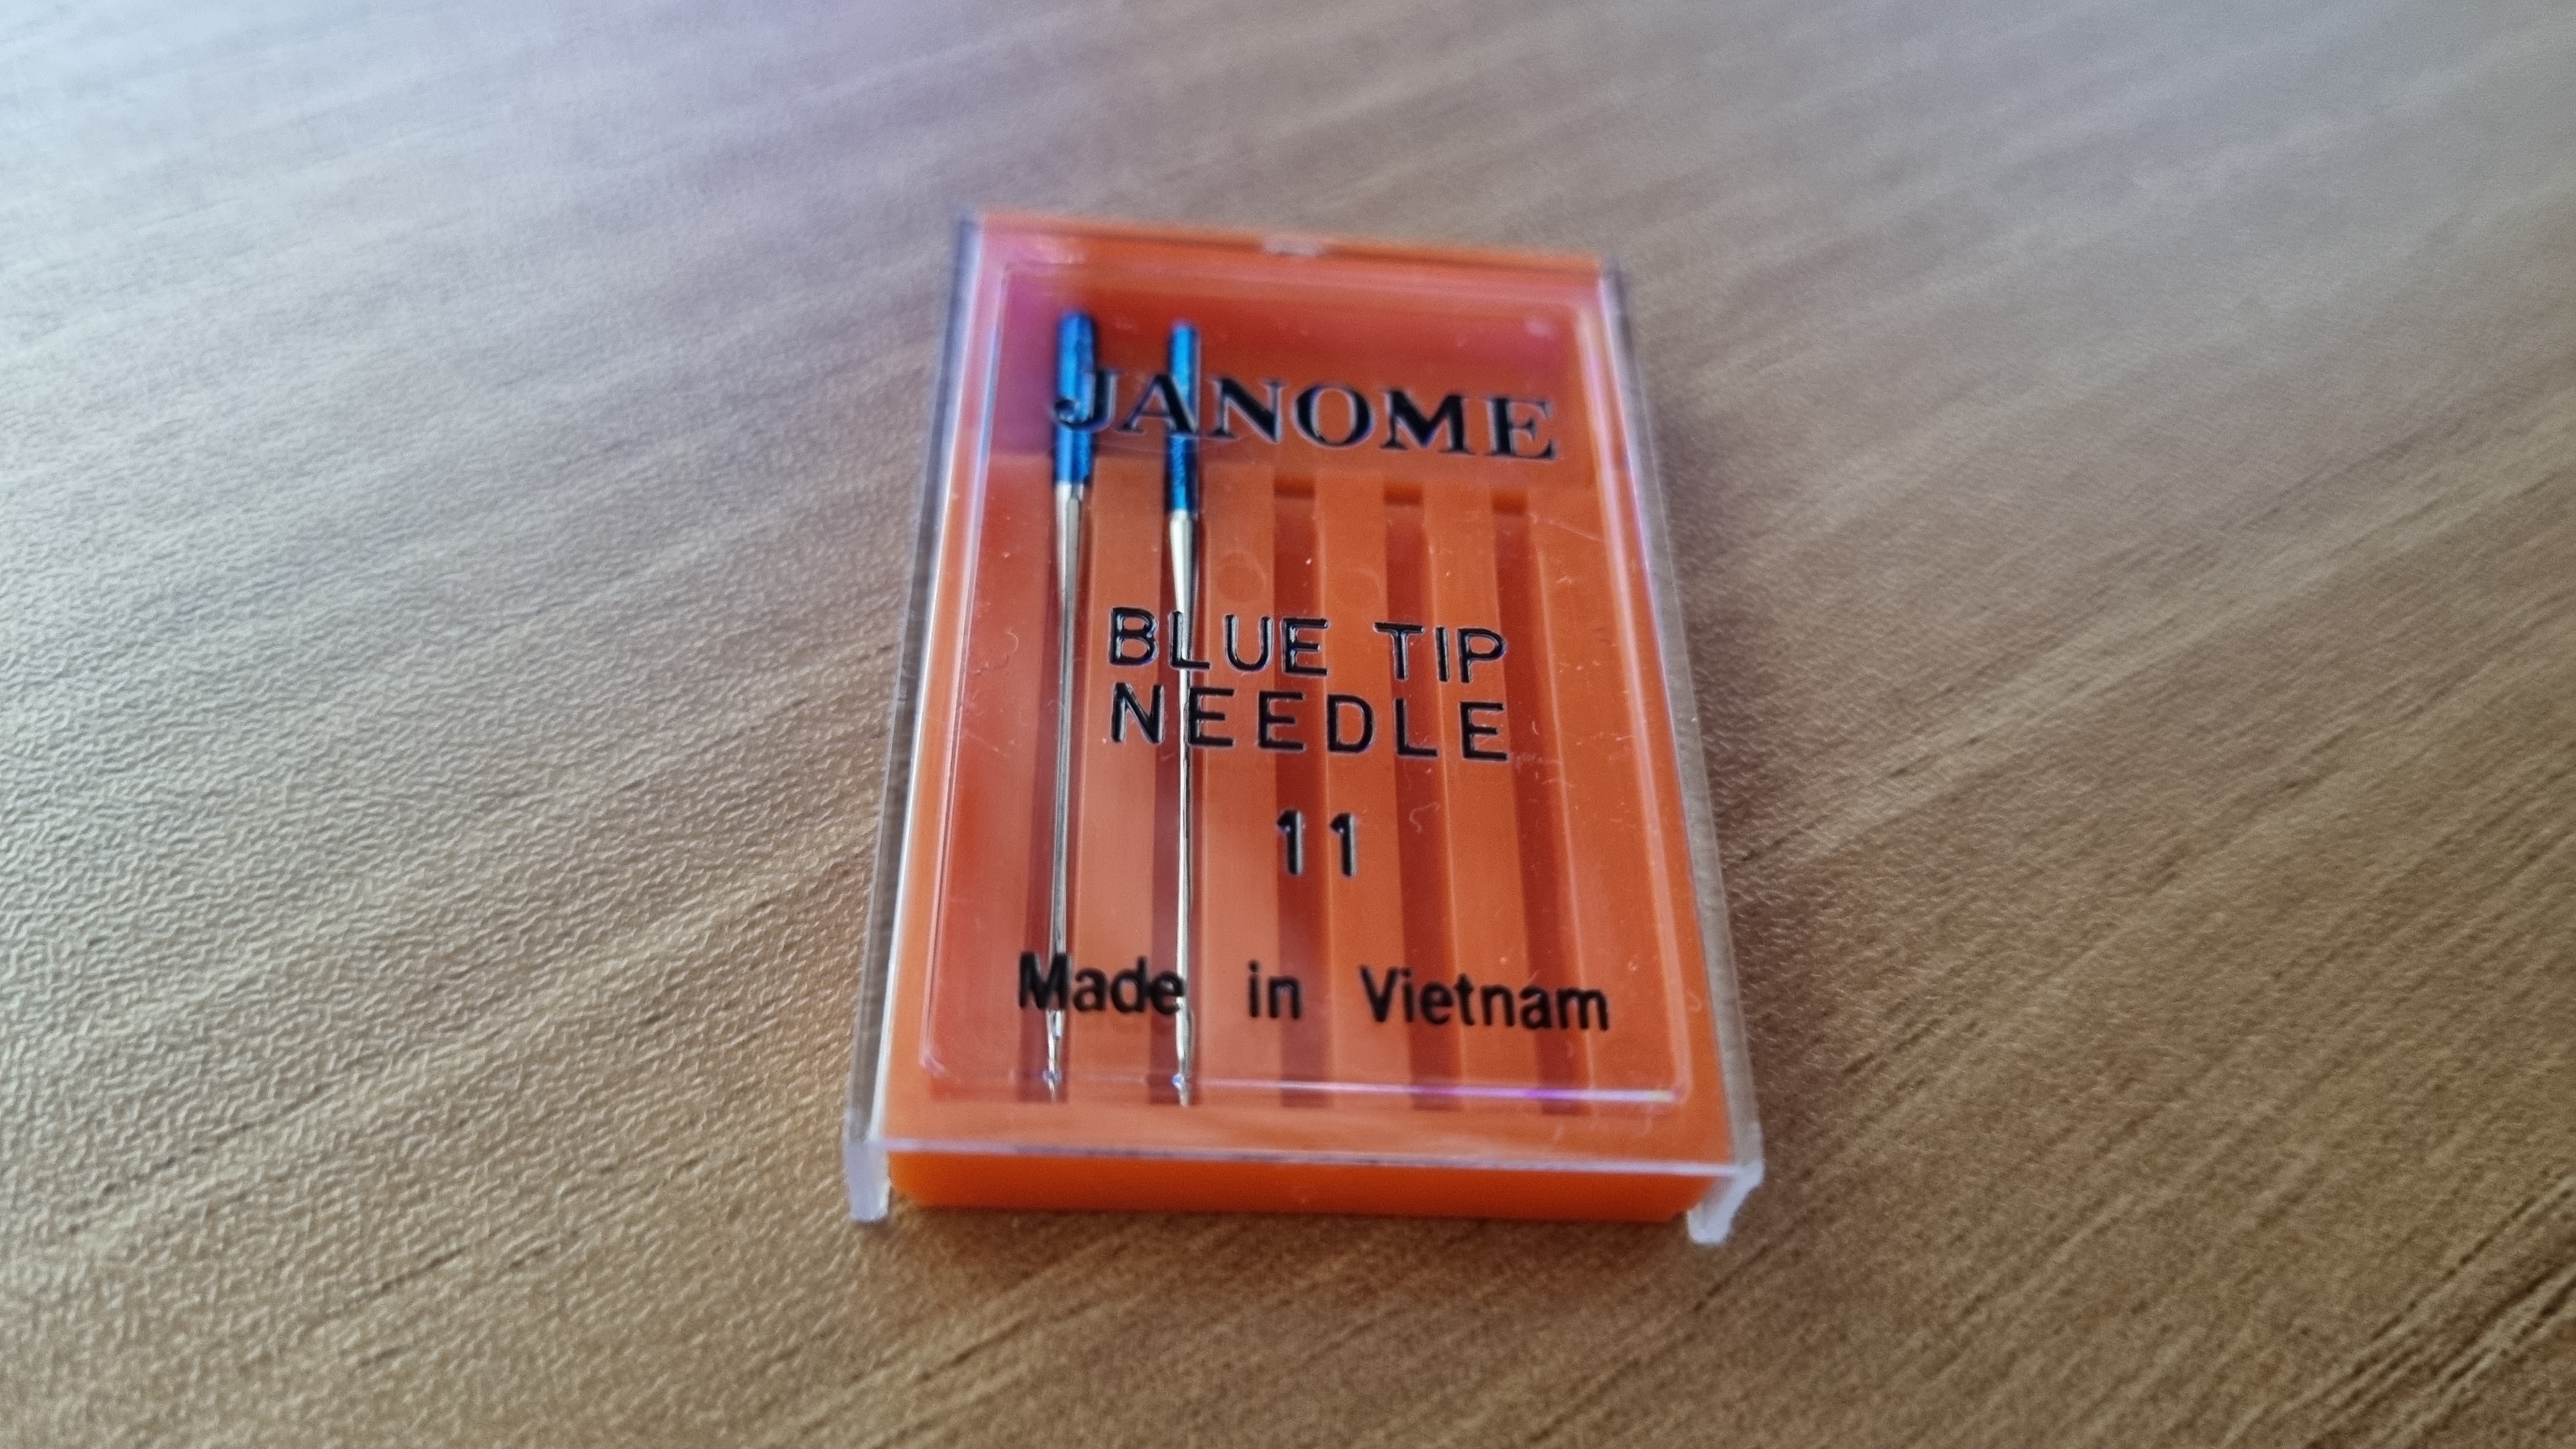 JANOME
BLUE TIP
NEEDLE
11
Made in Vietnam